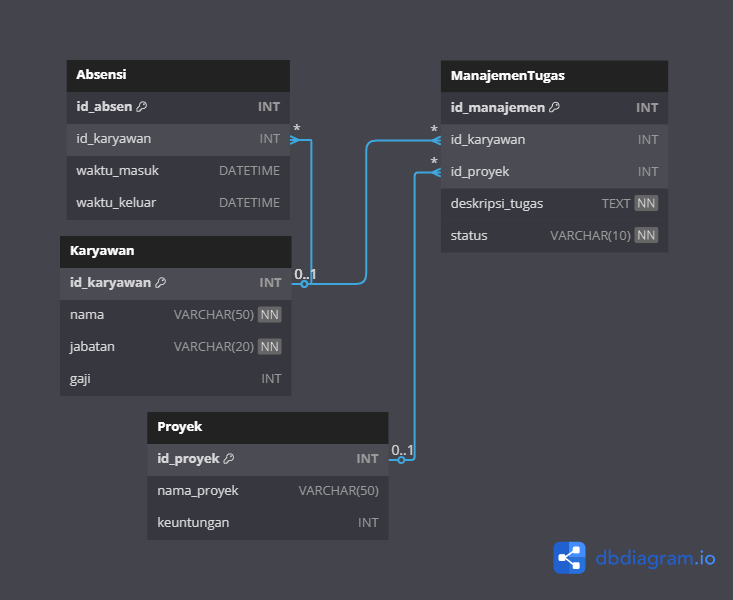 Absensi
id_absen INT
id_karyawan INT
waktu_masuk DATETIME
waktu_keluar DATETIME
*
Karyawan
id_karyawan INT
nama VARCHAR(50) NN
jabatan VARCHAR(20) NN
gaji INT
0..1
Proyek
id_proyek INT
nama_proyek VARCHAR(50)
keuntungan INT
0..1
ManajemenTugas
id_manajemen INT
* id_karyawan INT
* id_proyek INT
deskripsi_tugas TEXT NN
status VARCHAR(10) NN
dbdiagram.io